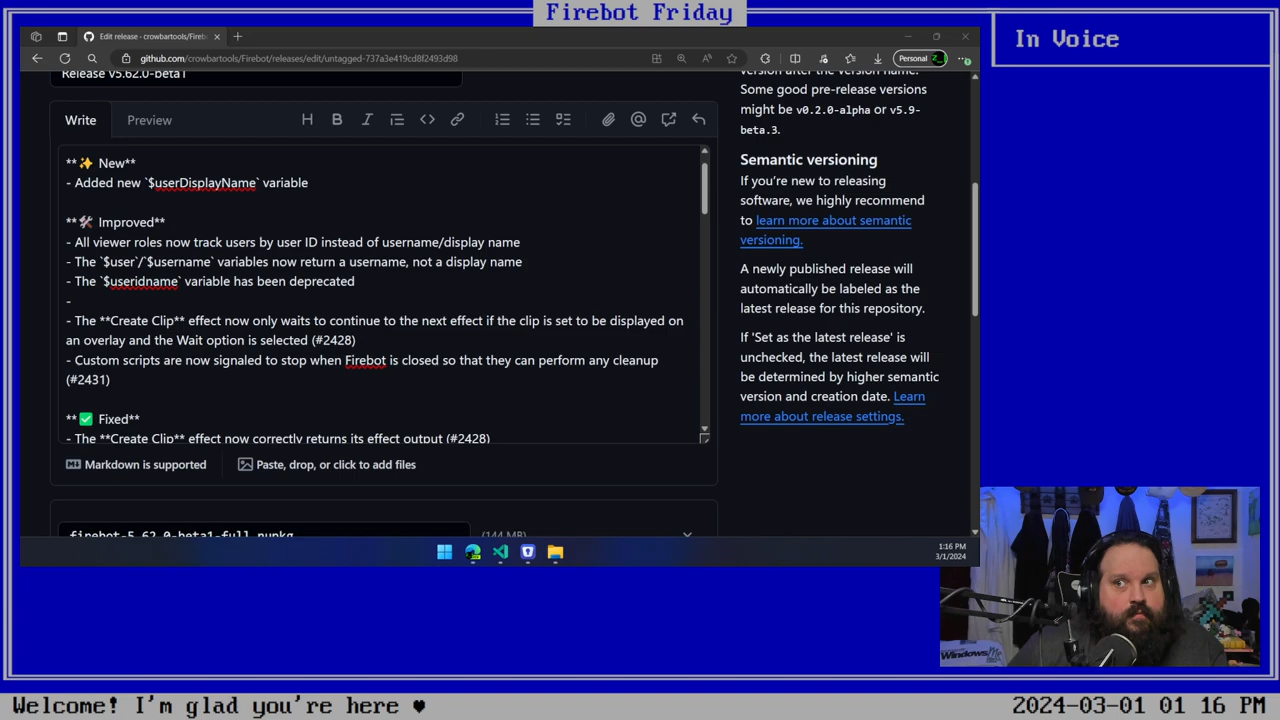 Firebot Friday
In Voice
Edit release · crowbartools/Firebo
github.com/crowbartools/Firebot/releases/edit/untagged-737a3e419cd8f2493d98
Personal
Release v5.62.0-beta1
Write
Preview
**✨ New**
- Added new `$userDisplayName` variable
**🛠️ Improved**
- All viewer roles now track users by user ID instead of username/display name
- The `$user`/`$username` variables now return a username, not a display name
- The `$useridname` variable has been deprecated
-
- The **Create Clip** effect now only waits to continue to the next effect if the clip is set to be displayed on
an overlay and the Wait option is selected (#2428)
- Custom scripts are now signaled to stop when Firebot is closed so that they can perform any cleanup
(#2431)
**✅ Fixed**
- The **Create Clip** effect now correctly returns its effect output (#2428)
Markdown is supported
Paste, drop, or click to add files
firebot-5.62.0-beta1-full.nupkg
(144 MB)
version after the version name.
Some good pre-release versions
might be v0.2.0-alpha or v5.9-
beta.3.
Semantic versioning
If you're new to releasing
software, we highly recommend
to learn more about semantic
versioning.
A newly published release will
automatically be labeled as the
latest release for this repository.
If 'Set as the latest release' is
unchecked, the latest release will
be determined by higher semantic
version and creation date. Learn
more about release settings.
1:16 PM
3/1/2024
Windows Me
Welcome! I'm glad you're here ♥
2024-03-01 01 16 PM